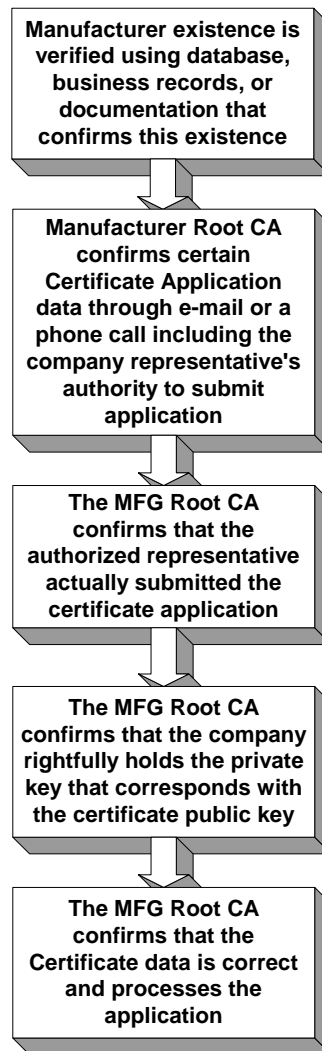 Manufacturer existence is
verified using database,
business records, or
documentation that
confirms this existence
Manufacturer Root CA
confirms certain
Certificate Application
data through e-mail or a
phone call including the
company representative's
authority to submit
application
The MFG Root CA
confirms that the
authorized representative
actually submitted the
certificate application
The MFG Root CA
confirms that the company
rightfully holds the private
key that corresponds with
the certificate public key
The MFG Root CA
confirms that the
Certificate data is correct
and processes the
application